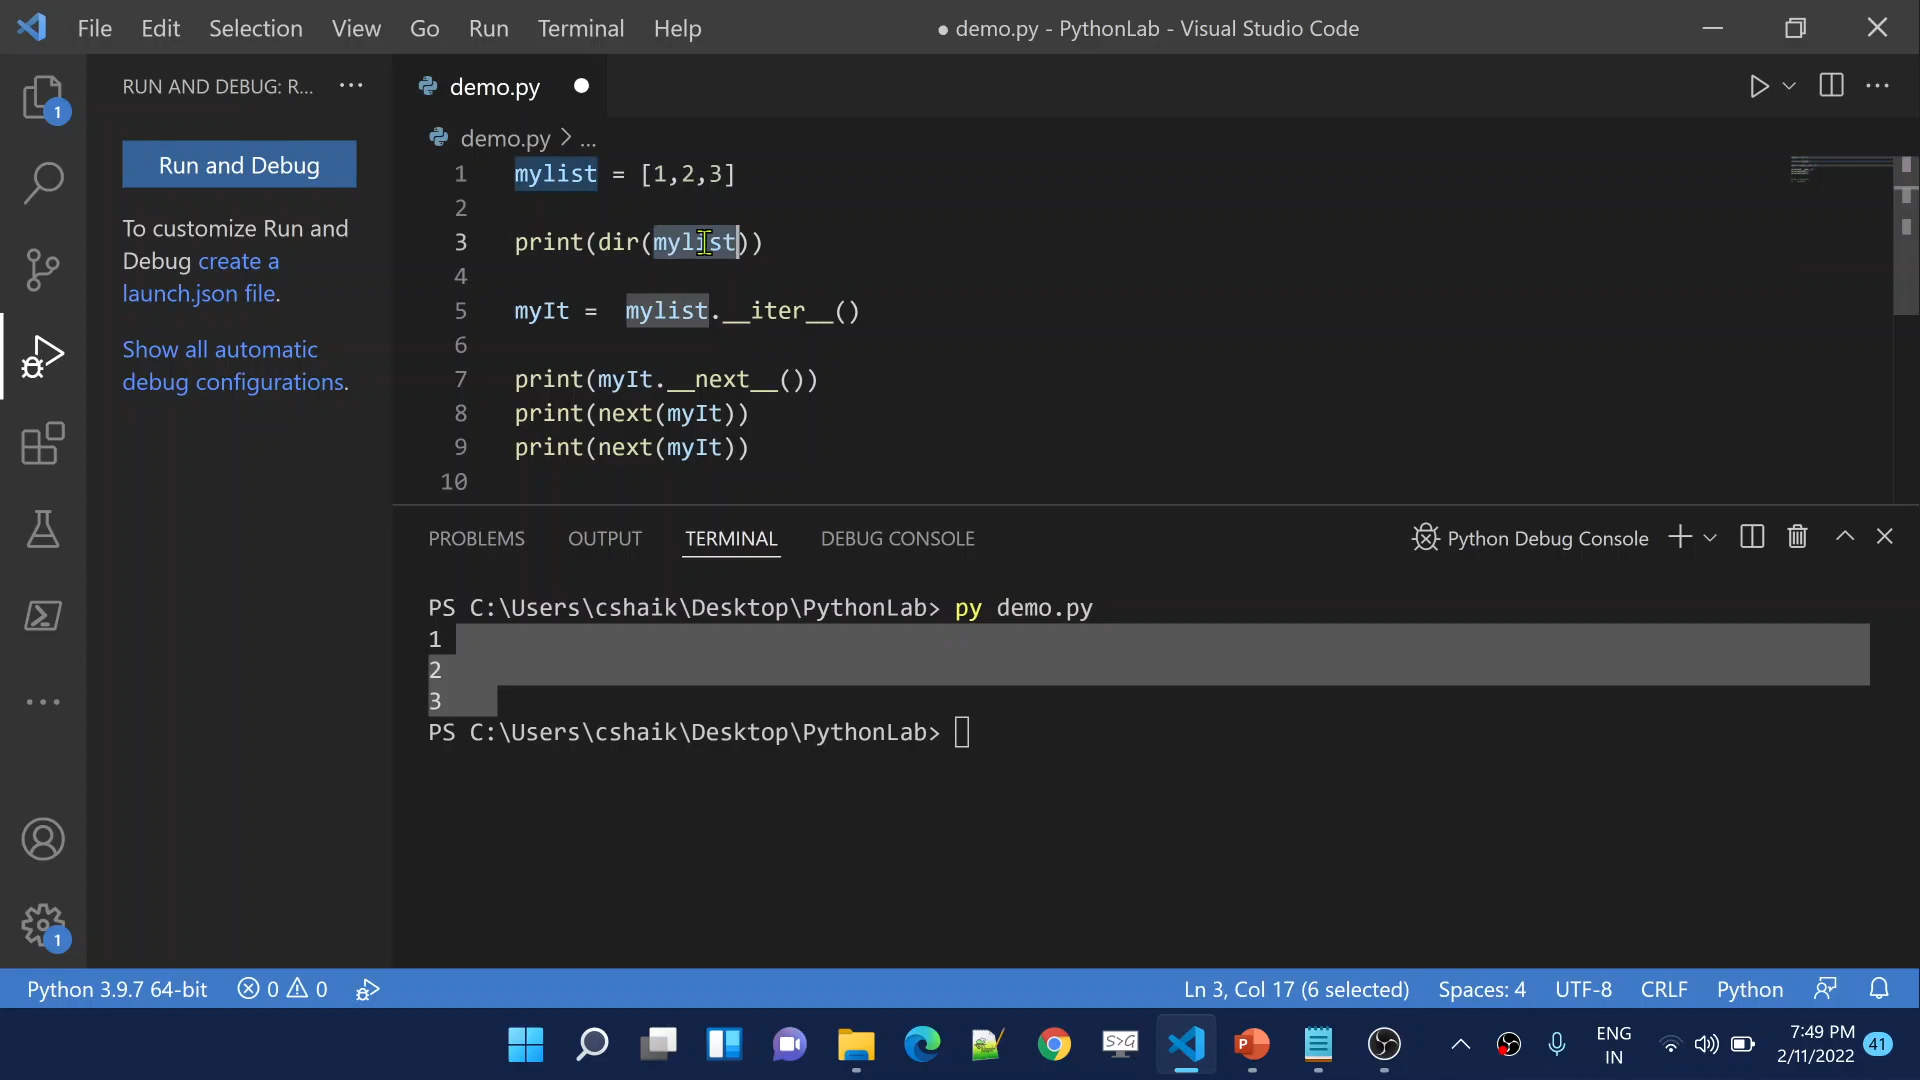 File Edit Selection View Go Run Terminal Help
● demo.py - PythonLab - Visual Studio Code
RUN AND DEBUG: R... ...
demo.py
demo.py > ...
1
Run and Debug
To customize Run and
Debug create a
launch.json file.
Show all automatic
debug configurations.
1 mylist = [1,2,3]
2
3 print(dir(mylist))
4
5 myIt =  mylist.__iter__()
6
7 print(myIt.__next__())
8 print(next(myIt))
9 print(next(myIt))
10
PROBLEMS OUTPUT TERMINAL DEBUG CONSOLE
Python Debug Console
PS C:\Users\cshaik\Desktop\PythonLab> py demo.py
1
2
3
PS C:\Users\cshaik\Desktop\PythonLab>
1
Python 3.9.7 64-bit 0 0
Ln 3, Col 17 (6 selected) Spaces: 4 UTF-8 CRLF Python
S>G
P
ENG
IN
7:49 PM
2/11/2022
41